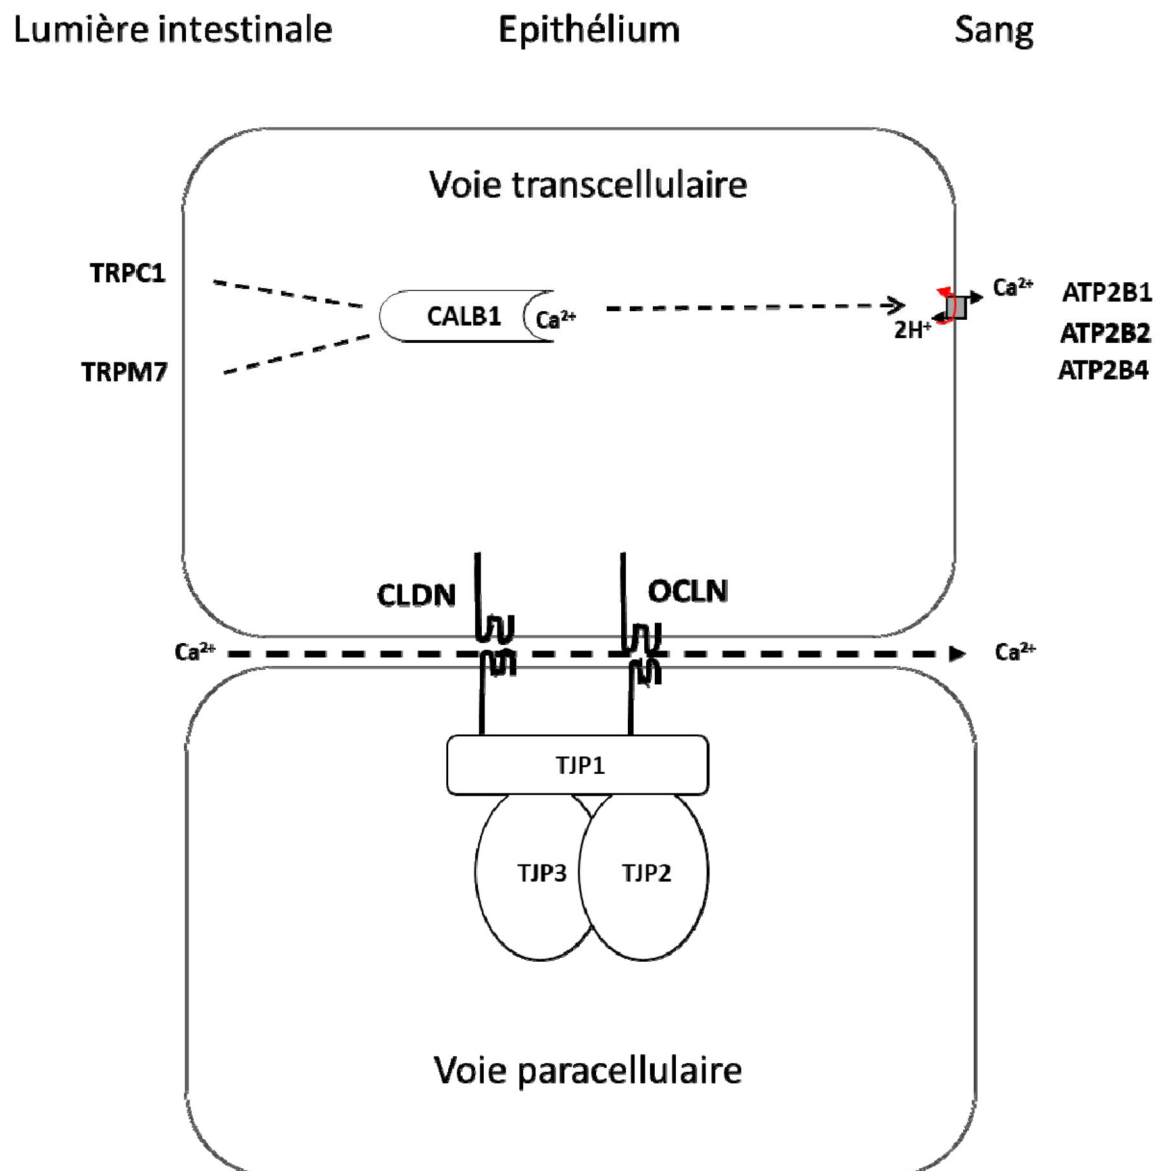 Lumière intestinale Epithélium Sang
Voie transcellulaire
TRPC1
TRPM7
CALB1 Ca²⁺
2H⁺
Ca²⁺
ATP2B1
ATP2B2
ATP2B4
CLDN OCLN
Ca²⁺ Ca²⁺
TJP1
TJP3 TJP2
Voie paracellulaire